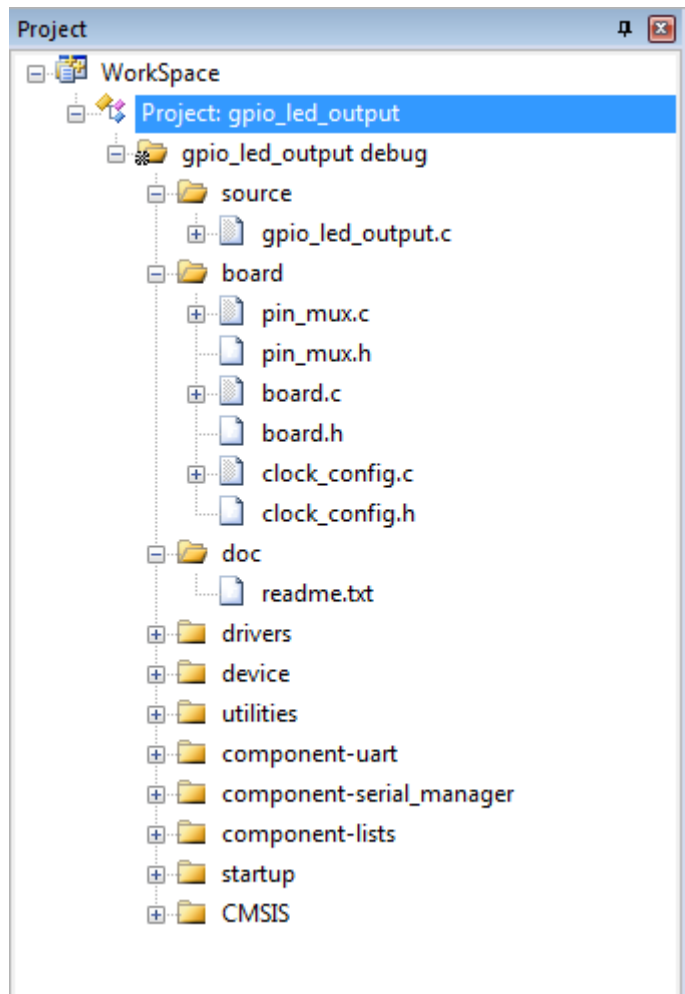 Project
WorkSpace
Project: gpio_led_output
gpio_led_output debug
source
gpio_led_output.c
board
pin_mux.c
pin_mux.h
board.c
board.h
clock_config.c
clock_config.h
doc
readme.txt
drivers
device
utilities
component-uart
component-serial_manager
component-lists
startup
CMSIS